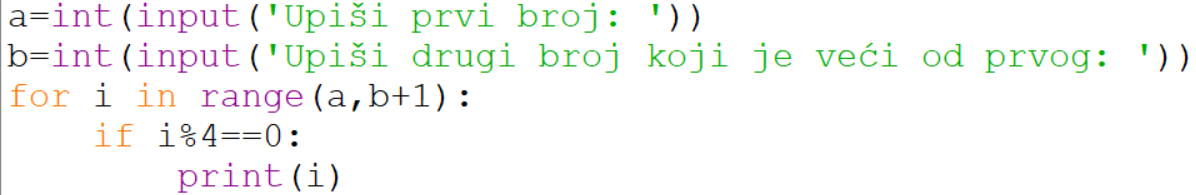 a=int(input('Upiši prvi broj: '))
b=int(input('Upiši drugi broj koji je veći od prvog: '))
for i in range(a,b+1):
    if i%4==0:
        print(i)